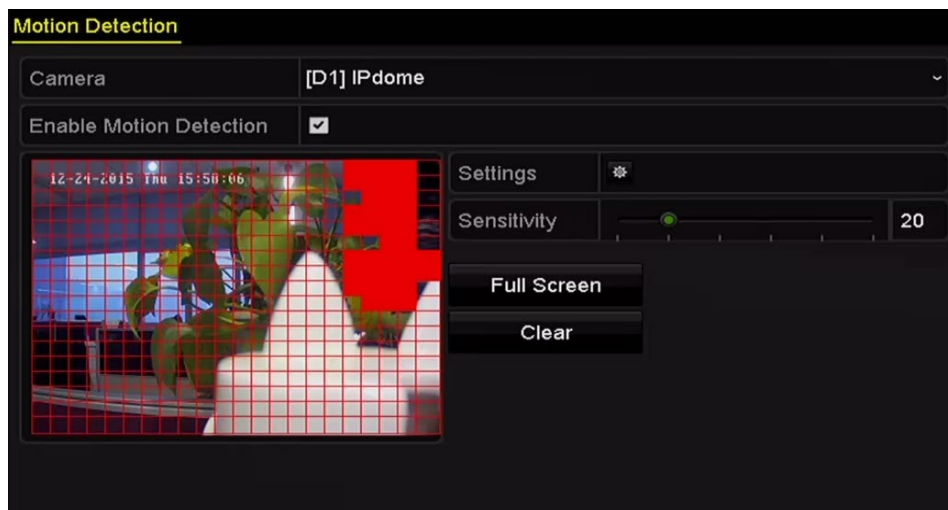 Motion Detection
Camera [D1] IPdome
Enable Motion Detection
12-24-2015 Thu 15:50:06
Settings
Sensitivity 20
Full Screen
Clear